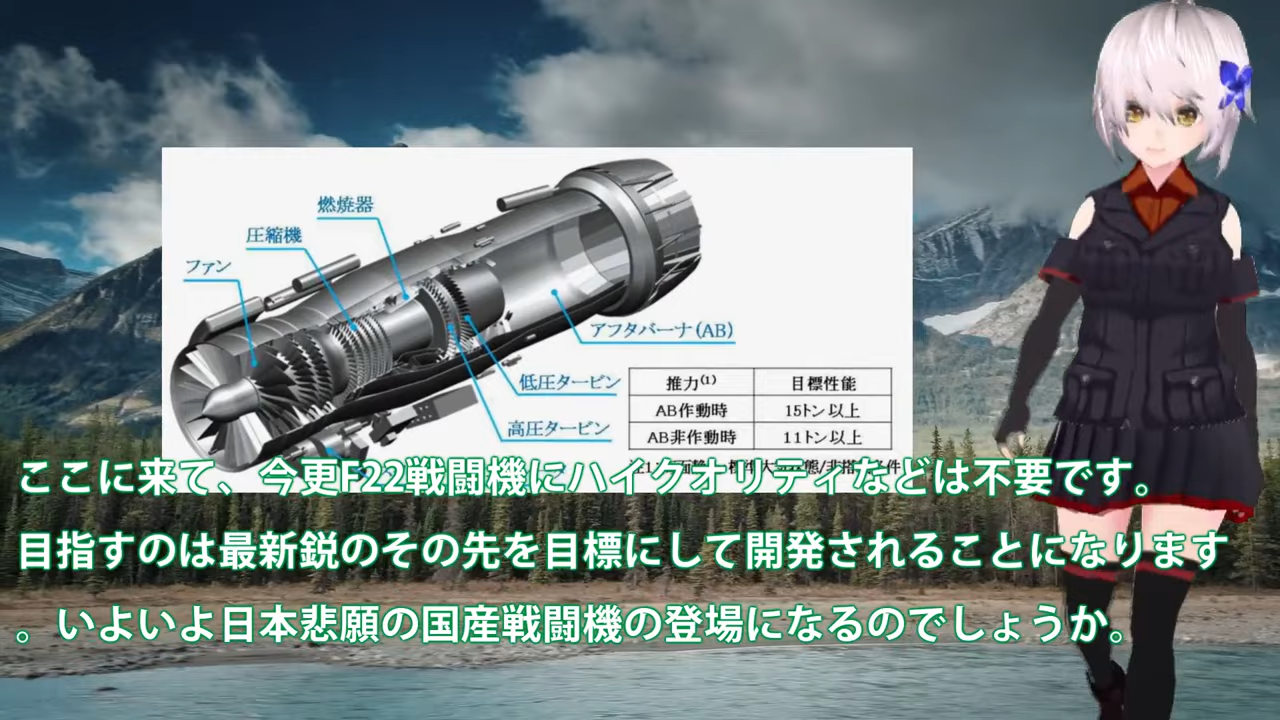 燃焼器
圧縮機
ファン
アフタバーナ(AB)
低圧タービン
高圧タービン
推力(1) 目標性能
AB作動時 15トン以上
AB非作動時 11トン以上
ここに来て、今更F22戦闘機にハイクオリティなどは不要です。
目指すのは最新鋭のその先を目標にして開発されることになります
。いよいよ日本悲願の国産戦闘機の登場になるのでしょうか。